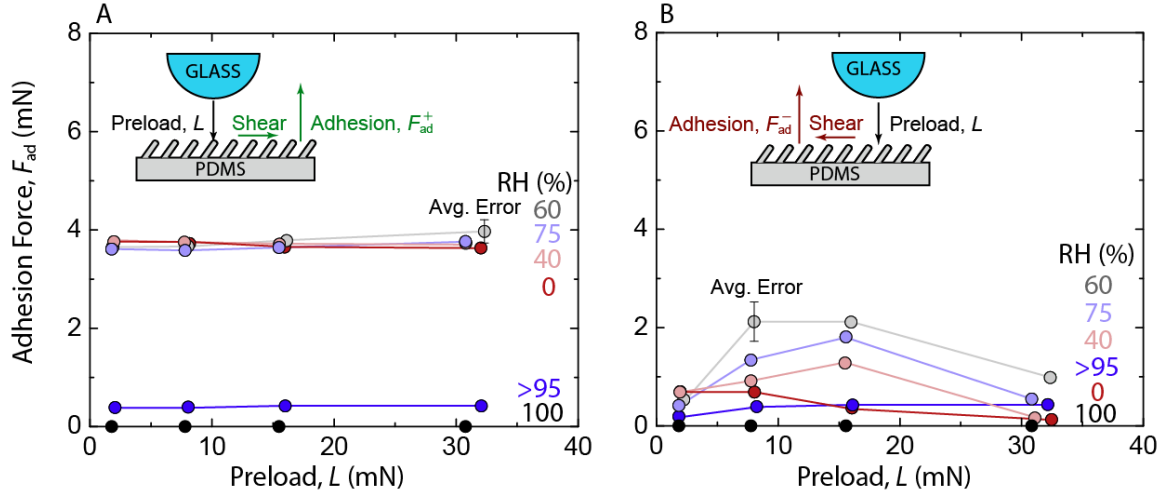 A
8
6
4
2
0
Adhesion Force, Fad (mN)
GLASS
Preload, L
Shear
Adhesion, F+ad
PDMS
RH (%)
Avg. Error
60
75
40
0
>95
100
0
10
20
30
40
Preload, L (mN)
B
8
6
4
2
0
GLASS
Adhesion, F−ad
Shear
Preload, L
PDMS
RH (%)
Avg. Error
60
75
40
>95
0
100
0
10
20
30
40
Preload, L (mN)